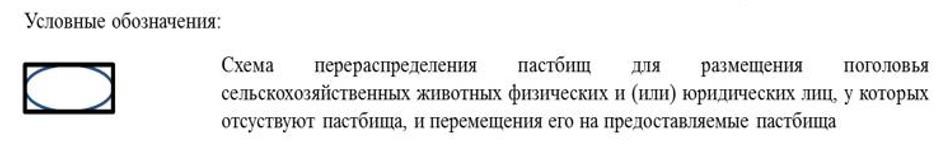 Условные обозначения:
Схема перераспределения пастбищ для размещения поголовья
сельскохозяйственных животных физических и (или) юридических лиц, у которых
отсуствуют пастбища, и перемещения его на предоставляемые пастбища